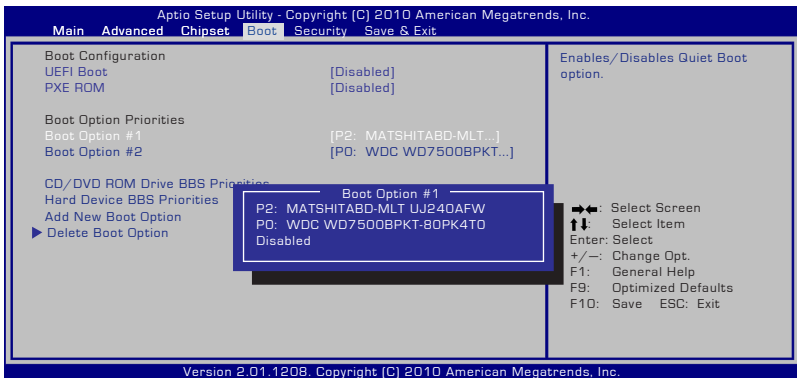 Aptio Setup Utility - Copyright (C) 2010 American Megatrends, Inc.
Main Advanced Chipset Boot Security Save & Exit
Boot Configuration
UEFI Boot [Disabled]
PXE ROM [Disabled]
Boot Option Priorities
Boot Option #1 [P2: MATSHITABD-MLT...]
Boot Option #2 [P0: WDC WD7500BPKT...]
CD/DVD ROM Drive BBS Priorities
Hard Device BBS Priorities
Add New Boot Option
Delete Boot Option
Boot Option #1
P2: MATSHITABD-MLT UJ240AFW
P0: WDC WD7500BPKT-80PK4T0
Disabled
Enables/Disables Quiet Boot
option.
→←: Select Screen
↑↓: Select Item
Enter: Select
+/—: Change Opt.
F1: General Help
F9: Optimized Defaults
F10: Save ESC: Exit
Version 2.01.1208. Copyright (C) 2010 American Megatrends, Inc.